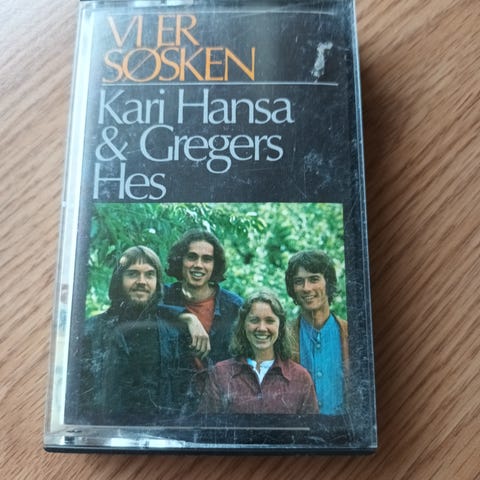 VI ER
SØSKEN
Kari Hansa
& Gregers
Hes